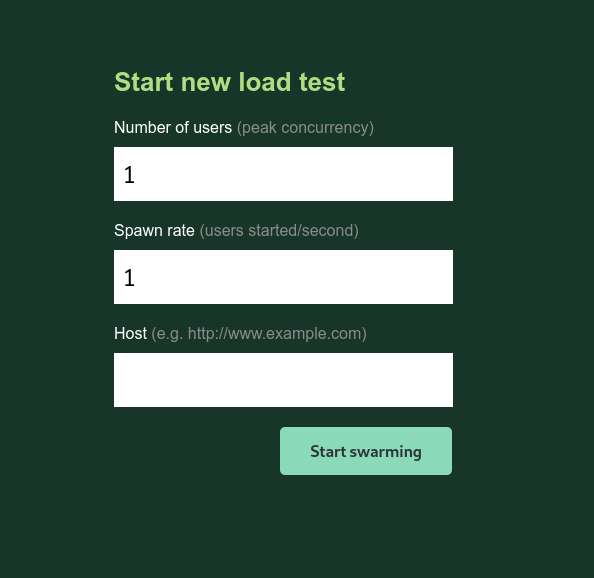 Start new load test
Number of users (peak concurrency)
1
Spawn rate (users started/second)
1
Host (e.g. http://www.example.com)
Start swarming